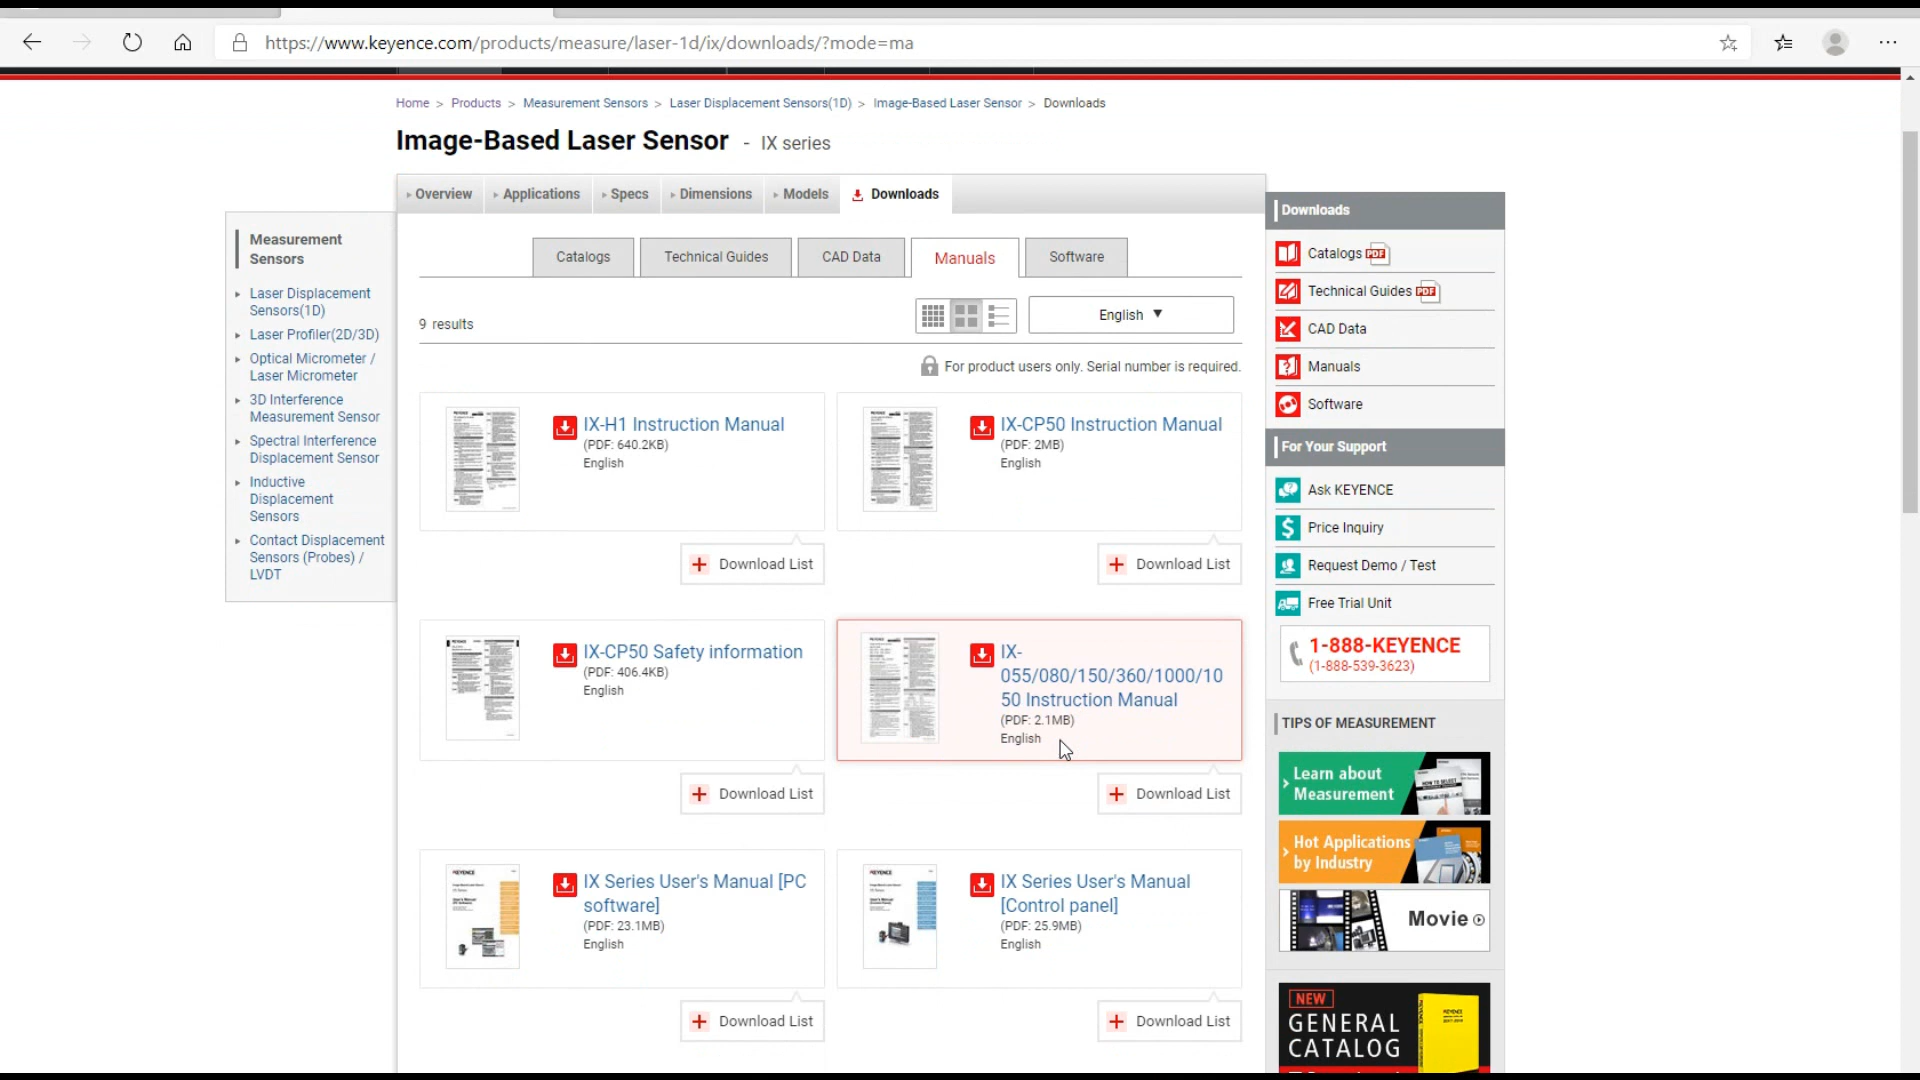 https://www.keyence.com/products/measure/laser-1d/ix/downloads/?mode=ma
Home > Products > Measurement Sensors > Laser Displacement Sensors(1D) > Image-Based Laser Sensor > Downloads
Image-Based Laser Sensor - IX series
Overview Applications Specs Dimensions Models Downloads
Measurement
Sensors
Laser Displacement
Sensors(1D)
Laser Profiler(2D/3D)
Optical Micrometer /
Laser Micrometer
3D Interference
Measurement Sensor
Spectral Interference
Displacement Sensor
Inductive
Displacement
Sensors
Contact Displacement
Sensors (Probes) /
LVDT
Catalogs Technical Guides CAD Data Manuals Software
9 results
English ▼
For product users only. Serial number is required.
IX-H1 Instruction Manual
(PDF: 640.2KB)
English
+ Download List
IX-CP50 Instruction Manual
(PDF: 2MB)
English
+ Download List
IX-CP50 Safety information
(PDF: 406.4KB)
English
+ Download List
IX-
055/080/150/360/1000/10
50 Instruction Manual
(PDF: 2.1MB)
English
+ Download List
IX Series User's Manual [PC
software]
(PDF: 23.1MB)
English
+ Download List
IX Series User's Manual
[Control panel]
(PDF: 25.9MB)
English
+ Download List
Downloads
Catalogs PDF
Technical Guides PDF
CAD Data
Manuals
Software
For Your Support
Ask KEYENCE
Price Inquiry
Request Demo / Test
Free Trial Unit
1-888-KEYENCE
(1-888-539-3623)
TIPS OF MEASUREMENT
Learn about
Measurement
Hot Applications
by Industry
Movie
NEW
GENERAL
CATALOG